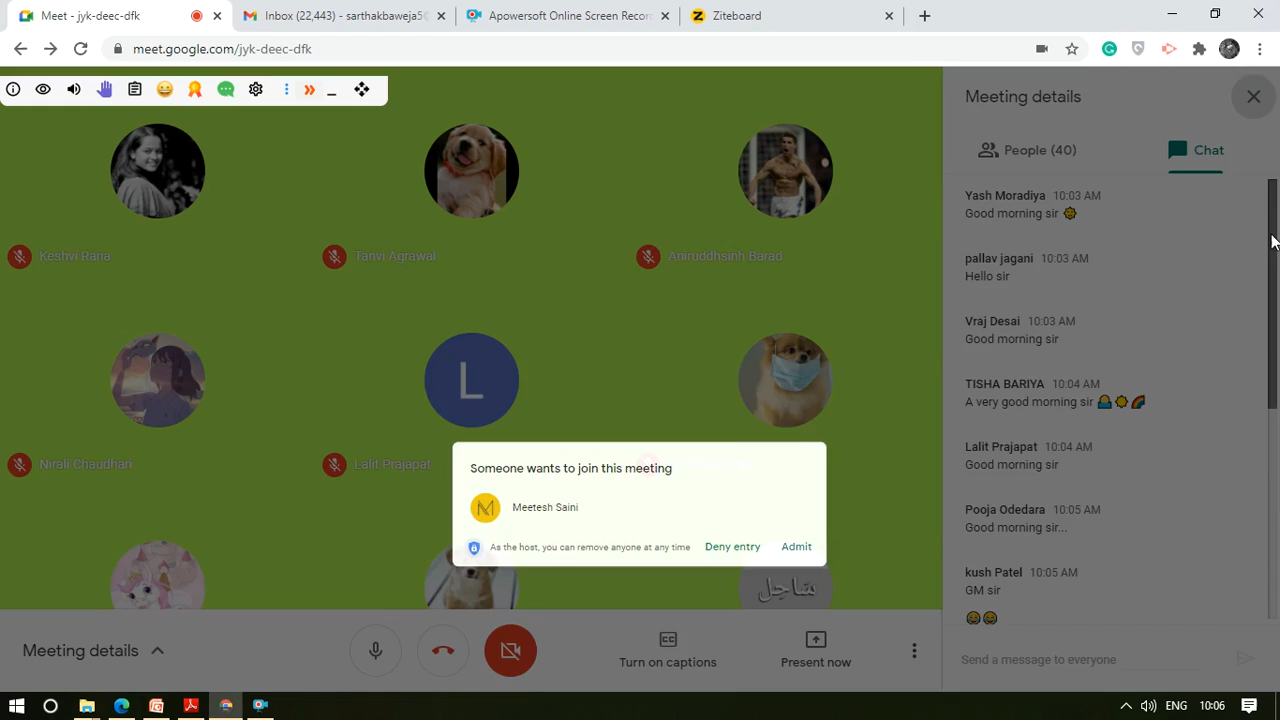 Meet - jyk-deec-dfk
Inbox (22,443) - sarthakbaweja5
Apowersoft Online Screen Recor
Ziteboard
meet.google.com/jyk-deec-dfk
Meeting details
People (40)
Chat
Keshvi Rana
Tanvi Agrawal
Aniruddhsinh Barad
Nirali Chaudhari
L
Lalit Prajapat
Yash Moradiya 10:03 AM
Good morning sir 🌞
pallav jagani 10:03 AM
Hello sir
Vraj Desai 10:03 AM
Good morning sir
TISHA BARIYA 10:04 AM
A very good morning sir
Lalit Prajapat 10:04 AM
Good morning sir
Pooja Odedara 10:05 AM
Good morning sir...
kush Patel 10:05 AM
GM sir
😂😂
Someone wants to join this meeting
M
Meetesh Saini
As the host, you can remove anyone at any time
Deny entry
Admit
Meeting details
Turn on captions
Present now
Send a message to everyone
ENG
10:06